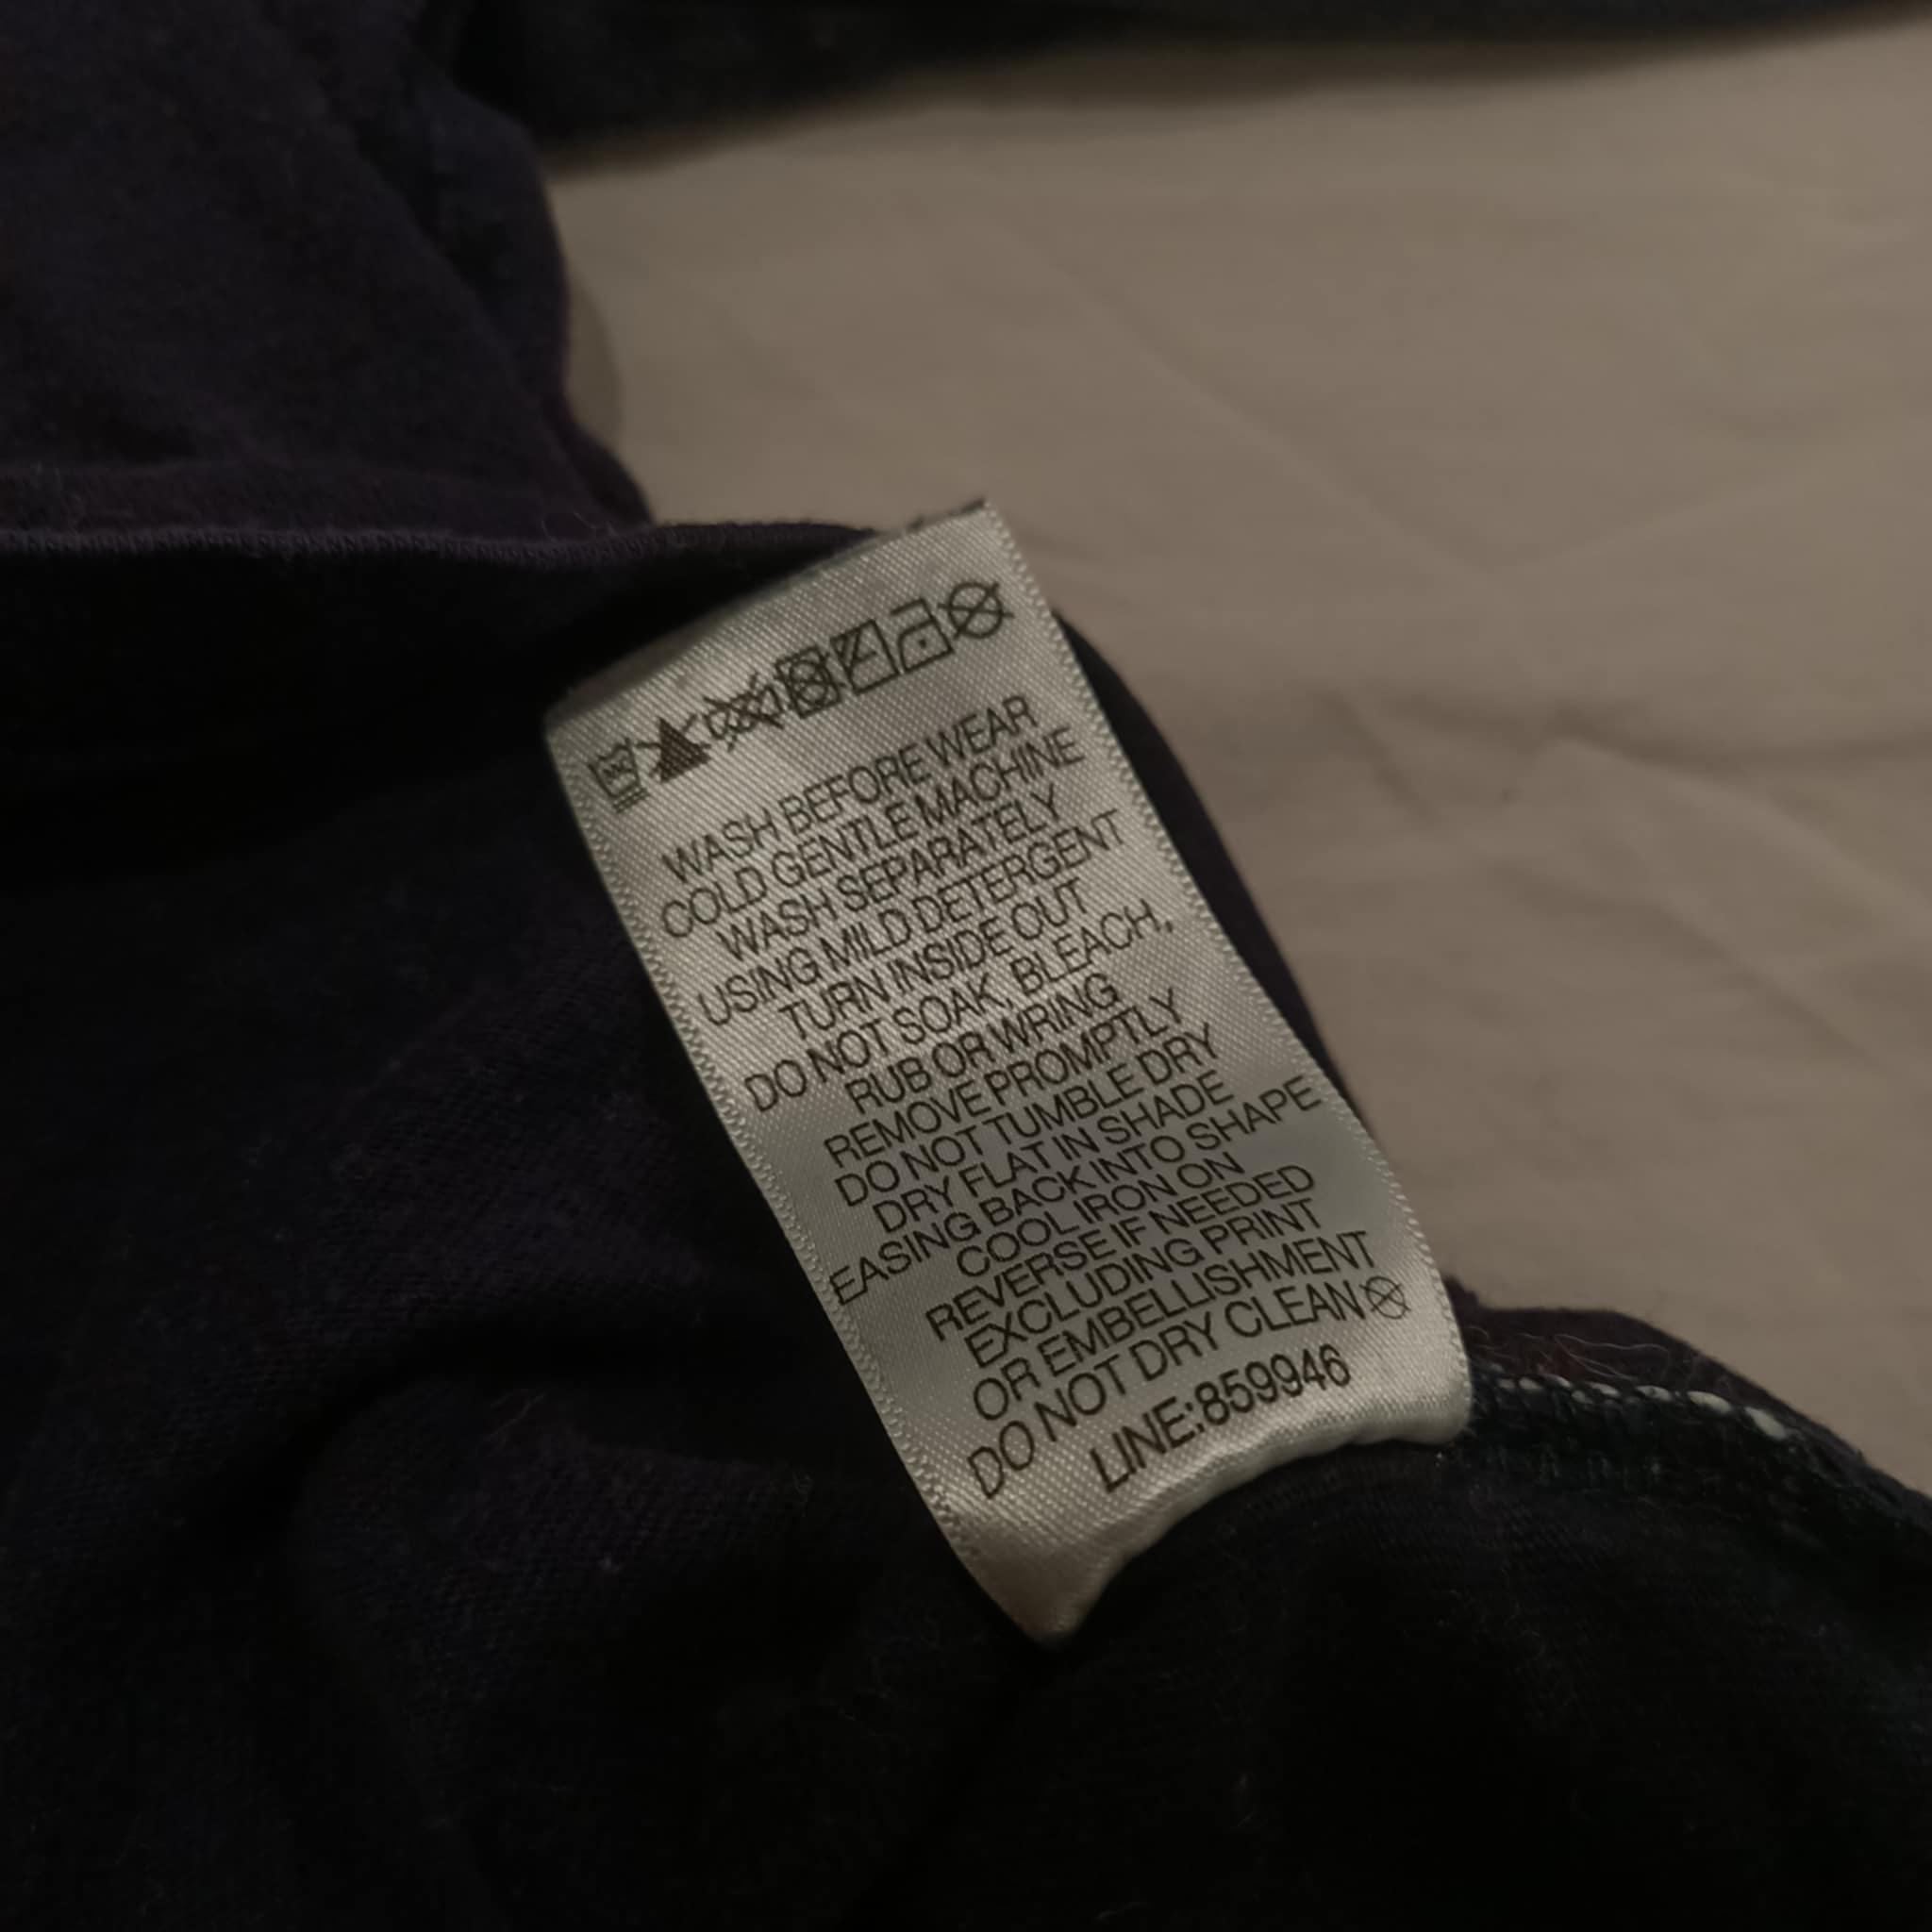 WASH BEFORE WEAR
COLD GENTLE MACHINE
WASH SEPARATELY
USING MILD DETERGENT
TURN INSIDE OUT
DO NOT SOAK, BLEACH,
RUB OR WRING
REMOVE PROMPTLY
DO NOT TUMBLE DRY
DRY FLAT IN SHADE
EASING BACK INTO SHAPE
COOL IRON ON
REVERSE IF NEEDED
EXCLUDING PRINT
OR EMBELLISHMENT
DO NOT DRY CLEAN
LINE:859946